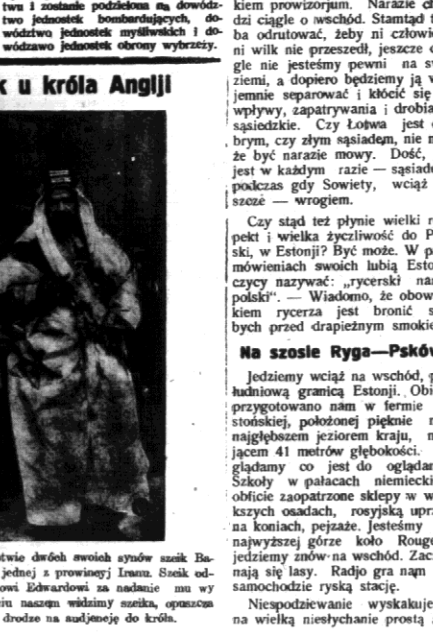 twu i zostanie podzielona na dowódz-
two jednostek bombardujących, do-
wództwo jednostek myśliwskich i do-
wództwo jednostek obrony wybrzeży.
k u króla Anglji
twie dwóch swoich synów szeik Ba-
jednej z prowincyj Iranu. Szeik od-
owi Edwardowi za nadanie mu wy
iu naszem widzimy szeika, opuszcza
drodze na audjencję do króla.
kiem prowizorjum. Narazie
dzi ciągle o wschód. Stamtąd
ba odrutować, żeby ni człowi
ni wilk nie przeszedł, jeszcze
gle nie jesteśmy pewni na sw
ziemi, a dopiero będziemy ją
jemnie separować i kłócić się
wpływy, zapatrywania i drobia
sąsiedzkie. Czy Łotwa jest
brym, czy złym sąsiadem, nie
że być narazie mowy. Dość,
jest w każdym razie — sąsiade
podczas gdy Sowiety, wciąż
szcze — wrogiem.
Czy stąd też płynie wielki r
pekt i wielka życzliwość do P
ski, w Estonji? Być może. W p
mówieniach swoich lubią Esto
czycy nazywać: „rycerski na
polski“. — Wiadomo, że obow
kiem rycerza jest bronić s
bych przed drapieżnym smokie
Na szosie Ryga—Psków
Jedziemy wciąż na wschód,
łudniową granicą Estonji. Obi
przygotowano nam w fermie
stońskiej, położonej pięknie
najgłębszem jeziorem kraju,
jącem 41 metrów głębokości.
glądamy co jest do oglądan
Szkoły w pałacach niemiecki
obficie zaopatrzone sklepy w w
kszych osadach, rosyjską uprz
na koniach, pejzaże. Jesteśmy
najwyższej górze koło Rouge
jedziemy znów na wschód. Zac
nają się lasy. Radjo gra nam
samochodzie ryską stację.
Niespodziewanie wyskakuje
na wielką niesłychanie prostą